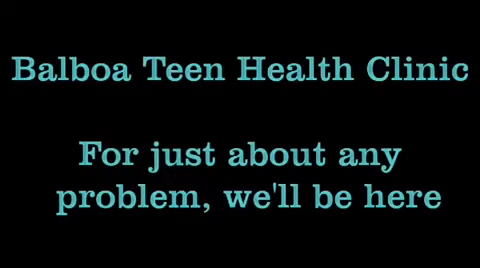 Balboa Teen Health Clinic
For just about any
problem, we'll be here